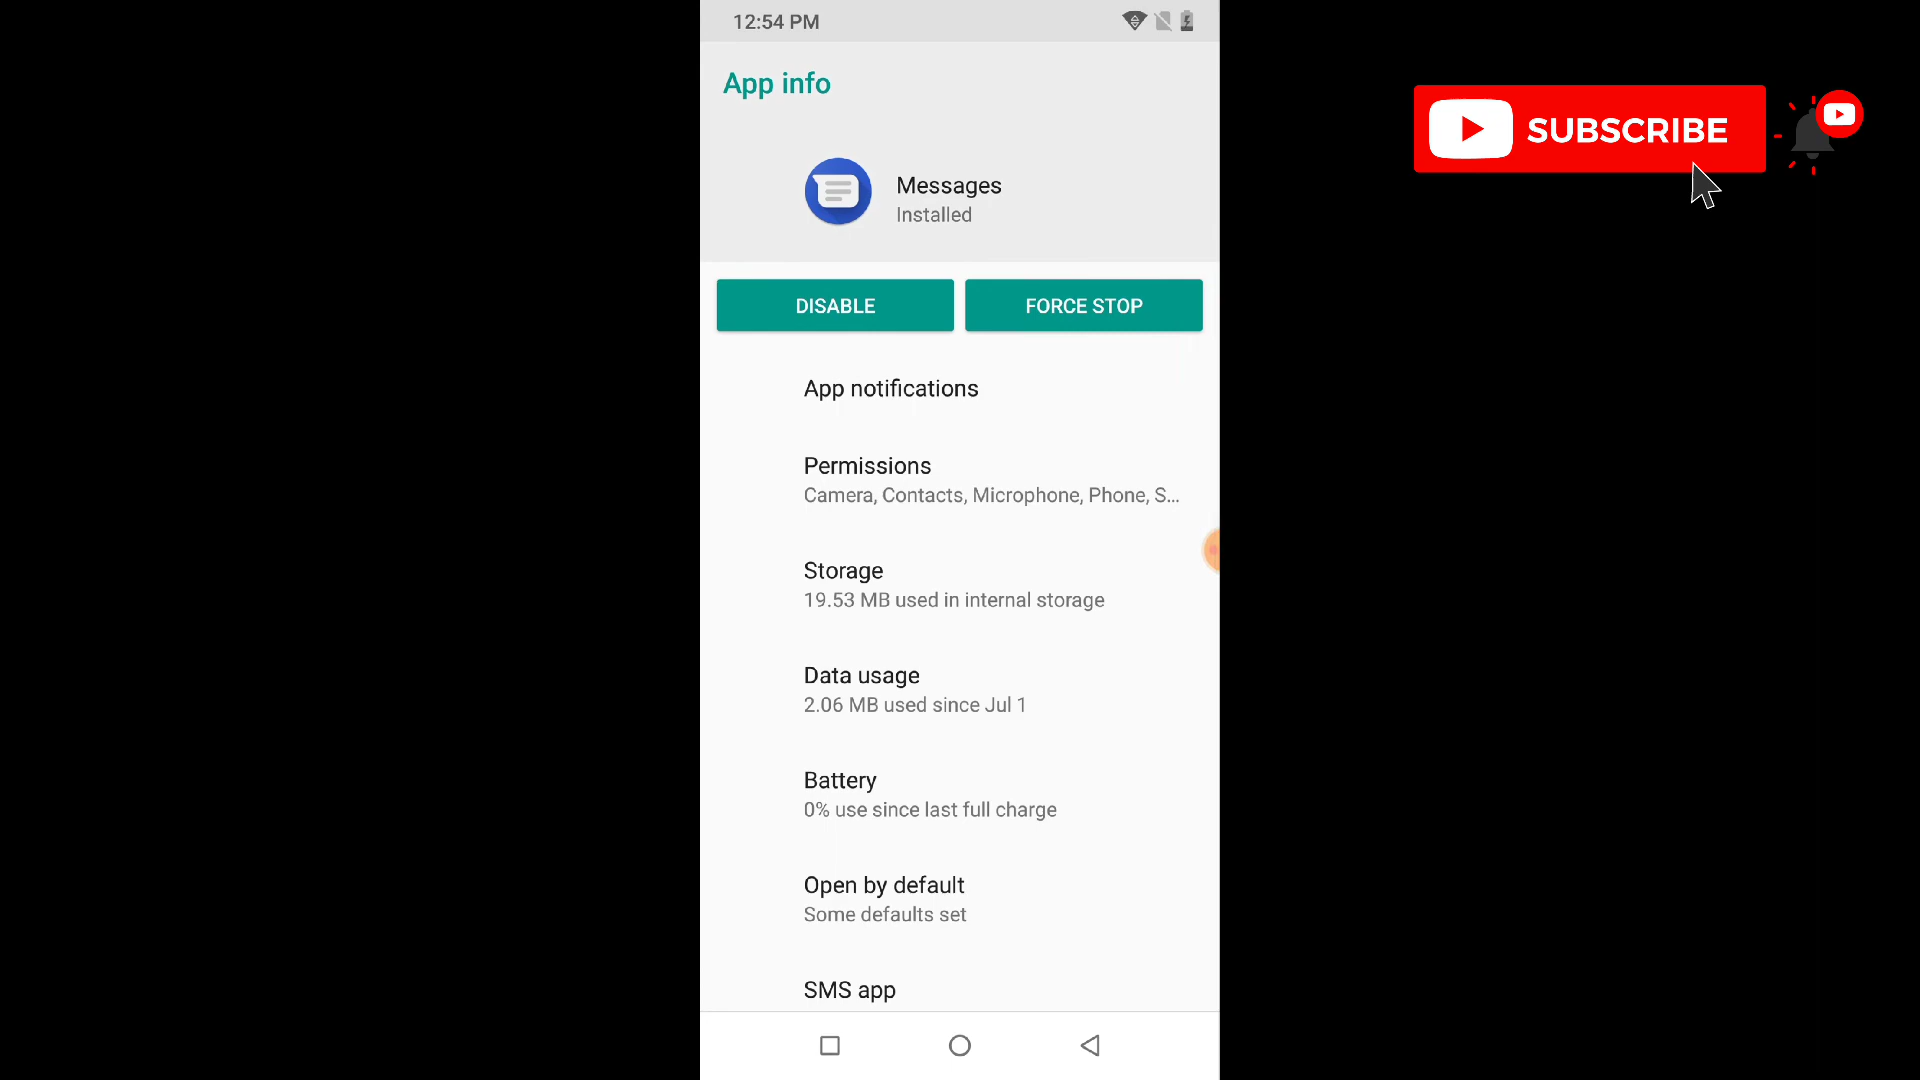 12:54 PM
App info
SUBSCRIBE
Messages
Installed
DISABLE
FORCE STOP
App notifications
Permissions
Camera, Contacts, Microphone, Phone, S...
Storage
19.53 MB used in internal storage
Data usage
2.06 MB used since Jul 1
Battery
0% use since last full charge
Open by default
Some defaults set
SMS app